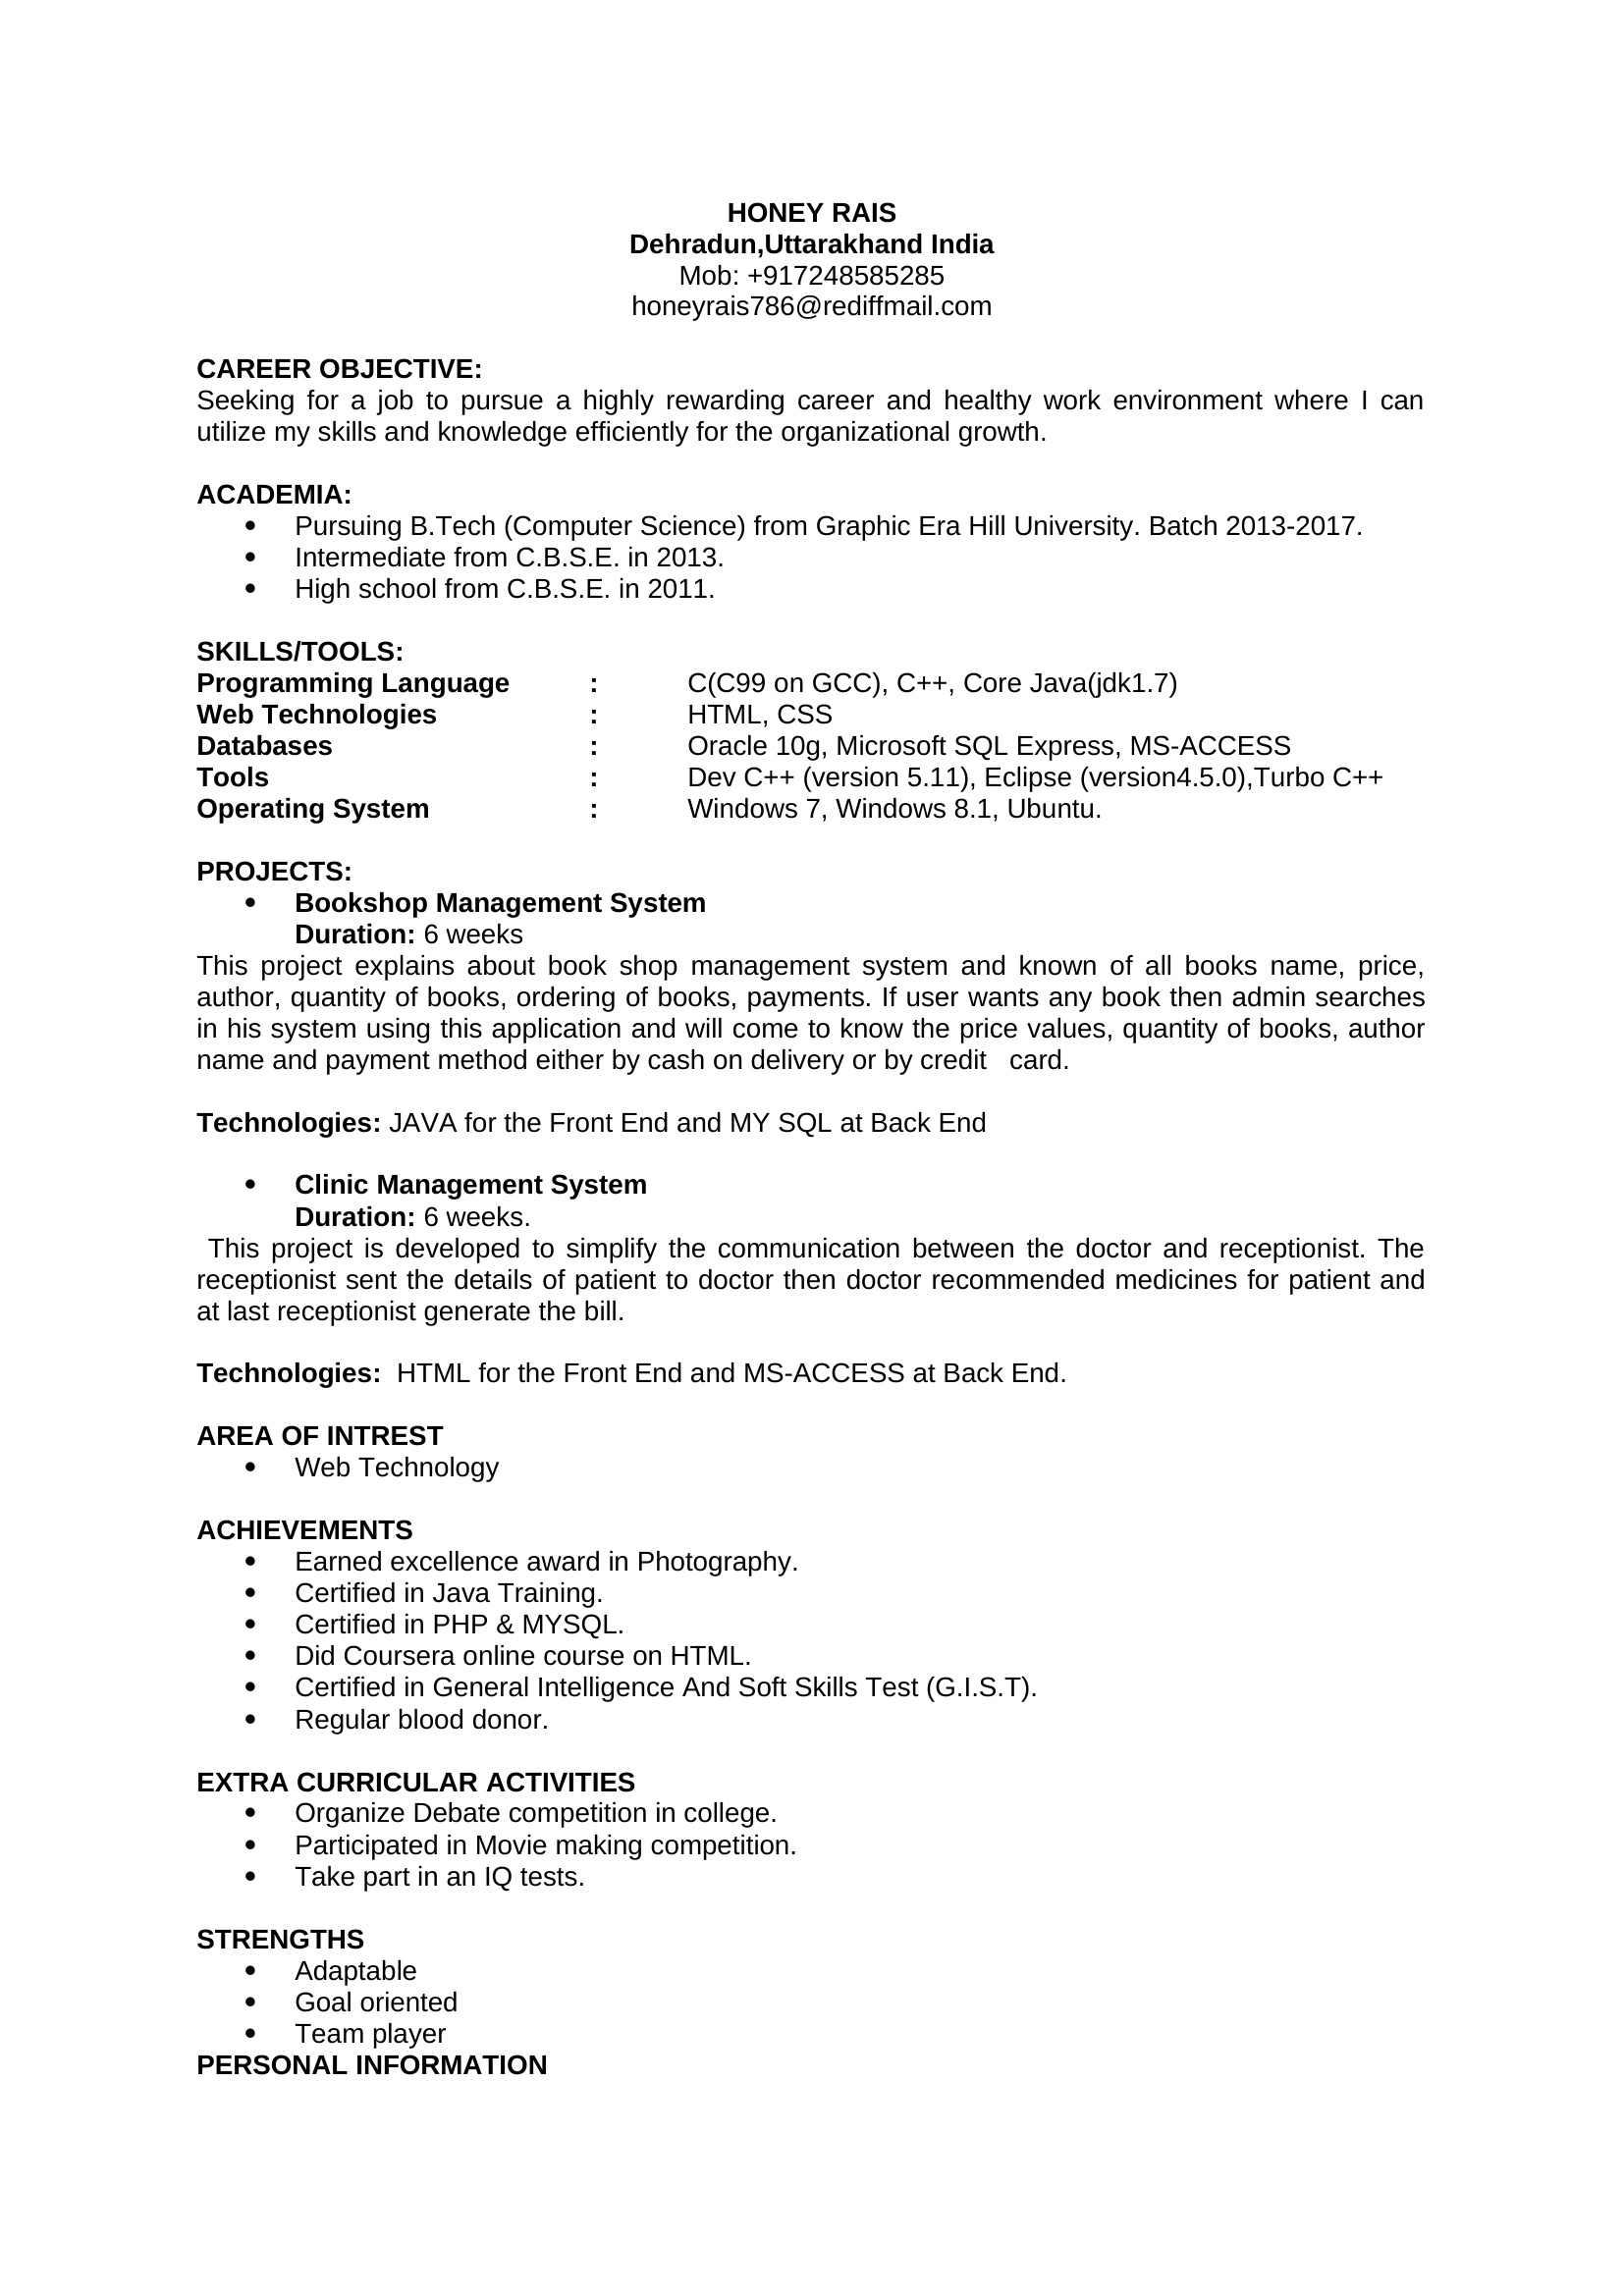 HONEY RAIS
Dehradun,Uttarakhand India
Mob: +917248585285
honeyrais786@rediffmail.com
CAREER OBJECTIVE:
Seeking for a job to pursue a highly rewarding career and healthy work environment where I can
utilize my skills and knowledge efficiently for the organizational growth.
ACADEMIA:
• Pursuing B.Tech (Computer Science) from Graphic Era Hill University. Batch 2013-2017.
• Intermediate from C.B.S.E. in 2013.
• High school from C.B.S.E. in 2011.
SKILLS/TOOLS:
Programming Language : C(C99 on GCC), C++, Core Java(jdk1.7)
Web Technologies : HTML, CSS
Databases : Oracle 10g, Microsoft SQL Express, MS-ACCESS
Tools : Dev C++ (version 5.11), Eclipse (version4.5.0),Turbo C++
Operating System : Windows 7, Windows 8.1, Ubuntu.
PROJECTS:
• Bookshop Management System
Duration: 6 weeks
This project explains about book shop management system and known of all books name, price,
author, quantity of books, ordering of books, payments. If user wants any book then admin searches
in his system using this application and will come to know the price values, quantity of books, author
name and payment method either by cash on delivery or by credit card.
Technologies: JAVA for the Front End and MY SQL at Back End
• Clinic Management System
Duration: 6 weeks.
This project is developed to simplify the communication between the doctor and receptionist. The
receptionist sent the details of patient to doctor then doctor recommended medicines for patient and
at last receptionist generate the bill.
Technologies: HTML for the Front End and MS-ACCESS at Back End.
AREA OF INTREST
• Web Technology
ACHIEVEMENTS
• Earned excellence award in Photography.
• Certified in Java Training.
• Certified in PHP & MYSQL.
• Did Coursera online course on HTML.
• Certified in General Intelligence And Soft Skills Test (G.I.S.T).
• Regular blood donor.
EXTRA CURRICULAR ACTIVITIES
• Organize Debate competition in college.
• Participated in Movie making competition.
• Take part in an IQ tests.
STRENGTHS
• Adaptable
• Goal oriented
• Team player
PERSONAL INFORMATION